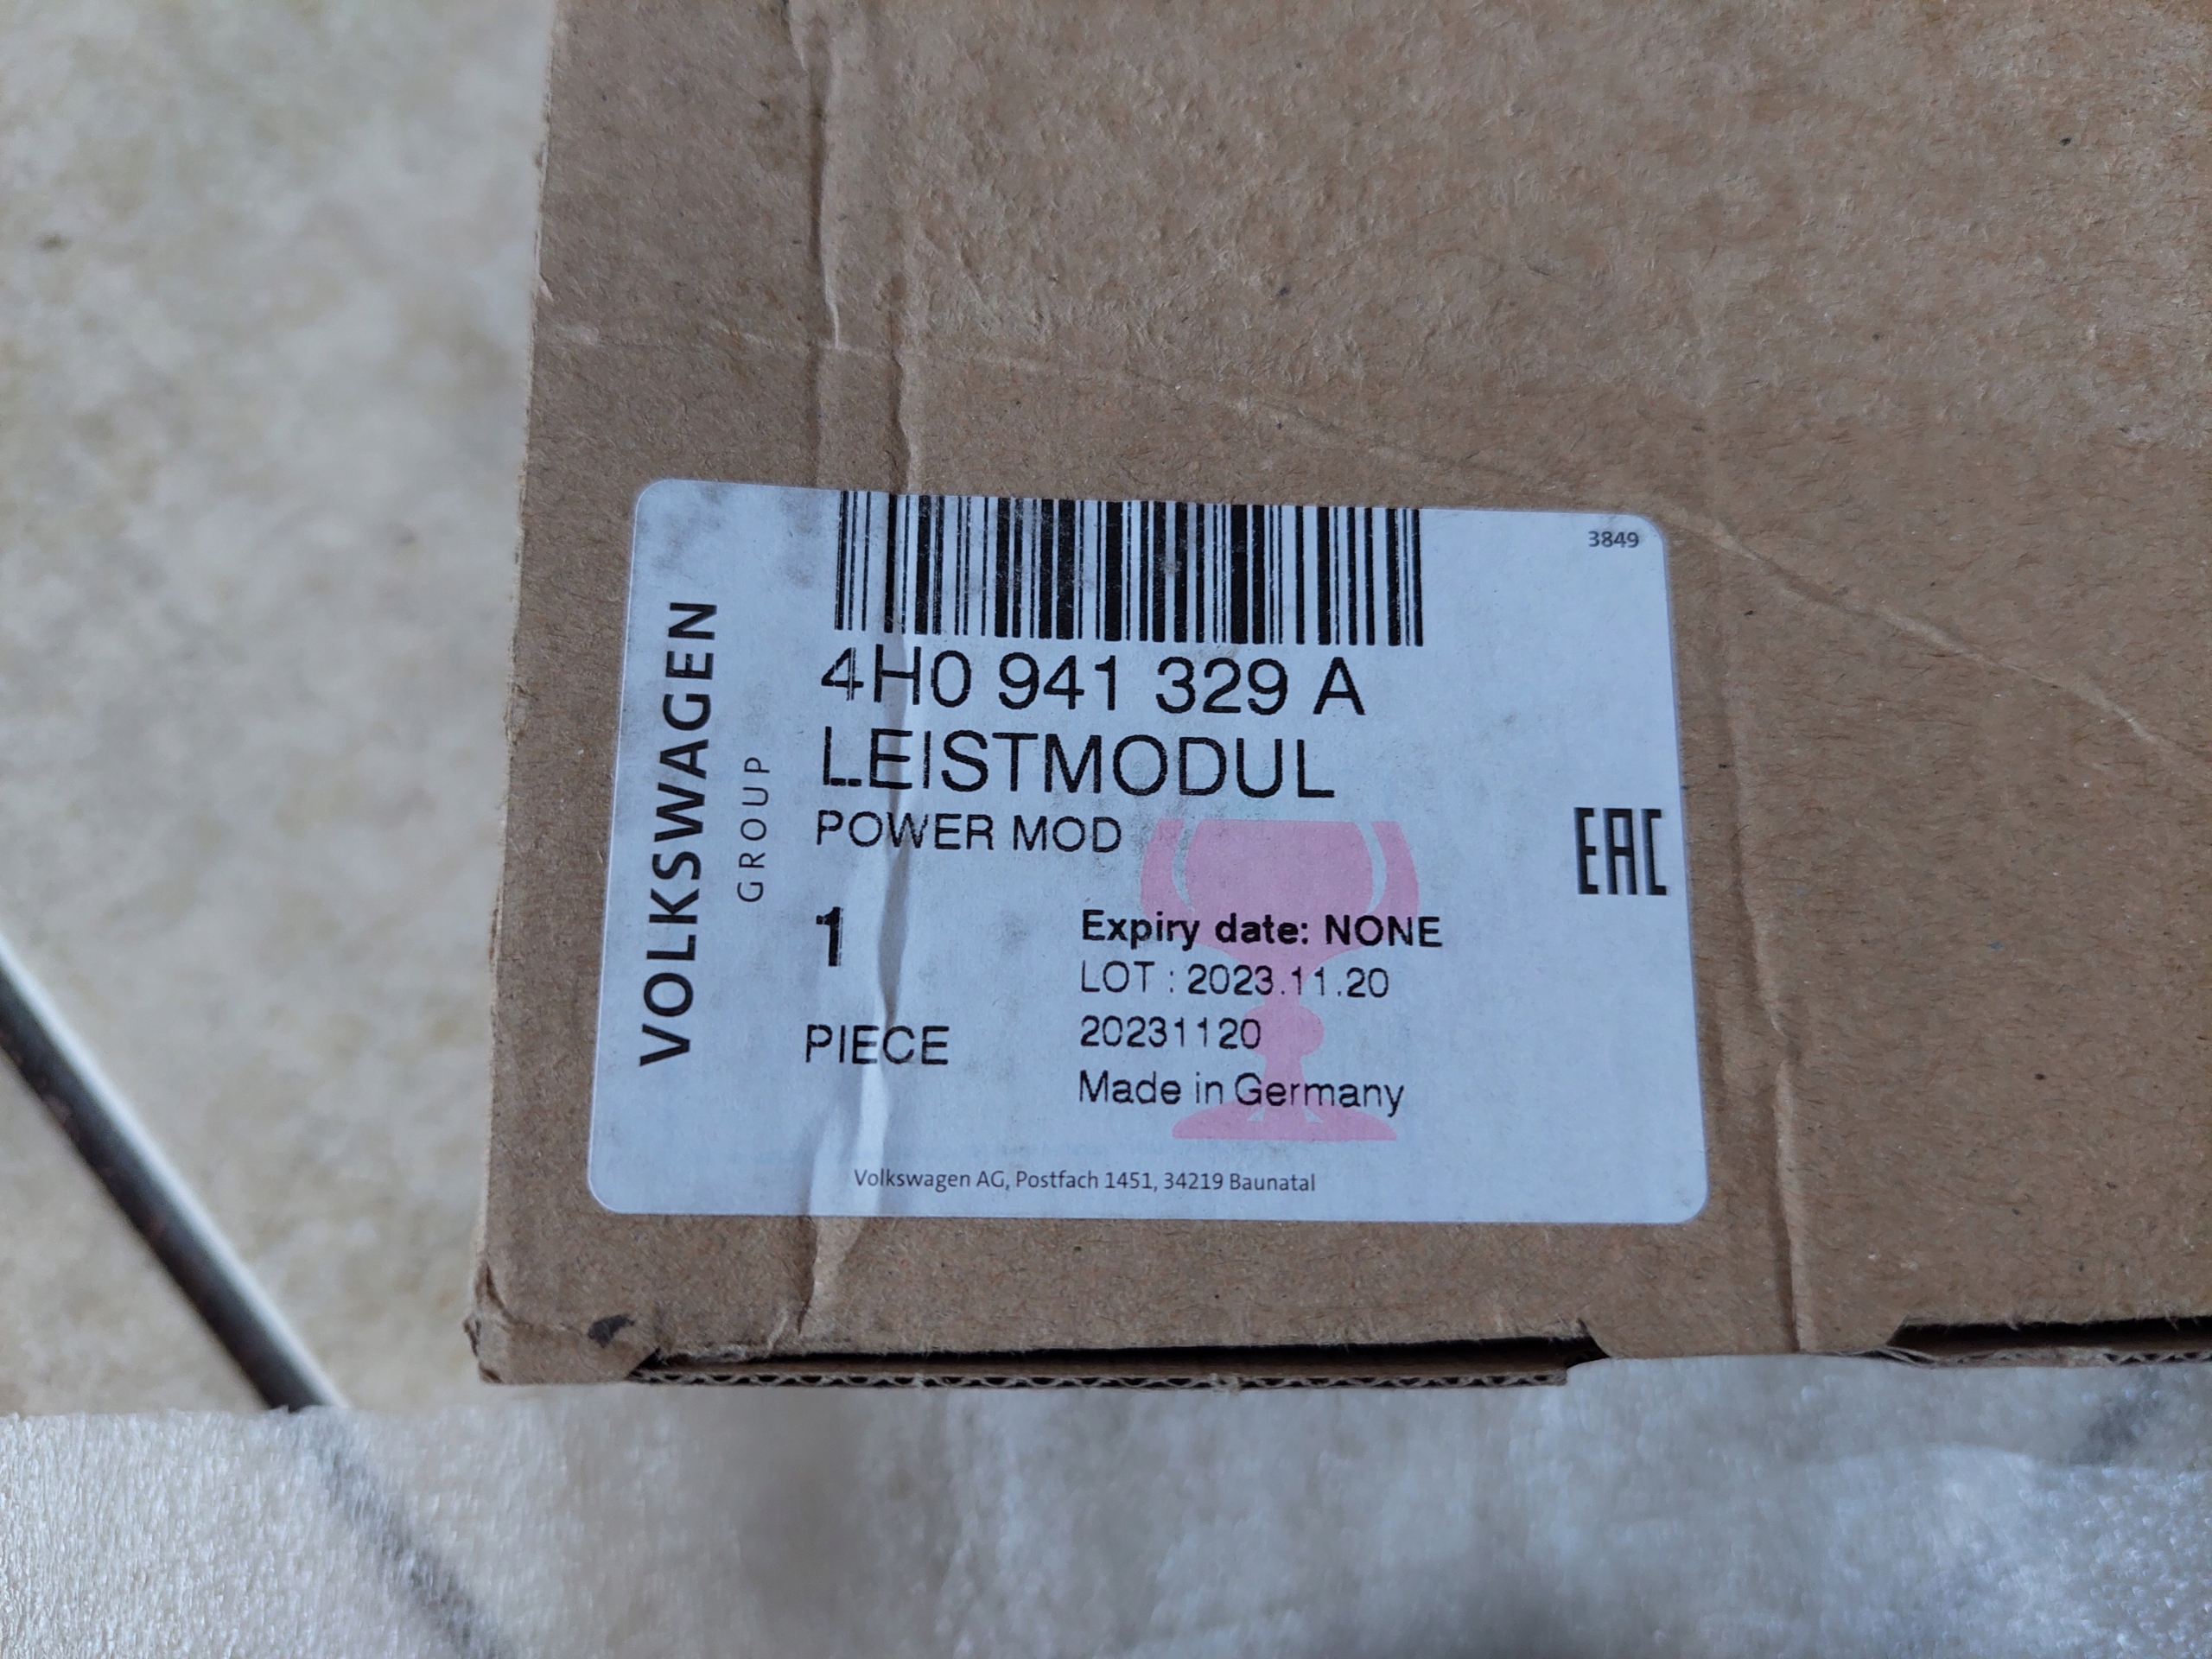 3849
VOLKSWAGEN
GROUP
4H0 941 329 A
LEISTMODUL
POWER MOD
EAC
1
PIECE
Expiry date: NONE
LOT : 2023.11.20
20231120
Made in Germany
Volkswagen AG, Postfach 1451, 34219 Baunatal